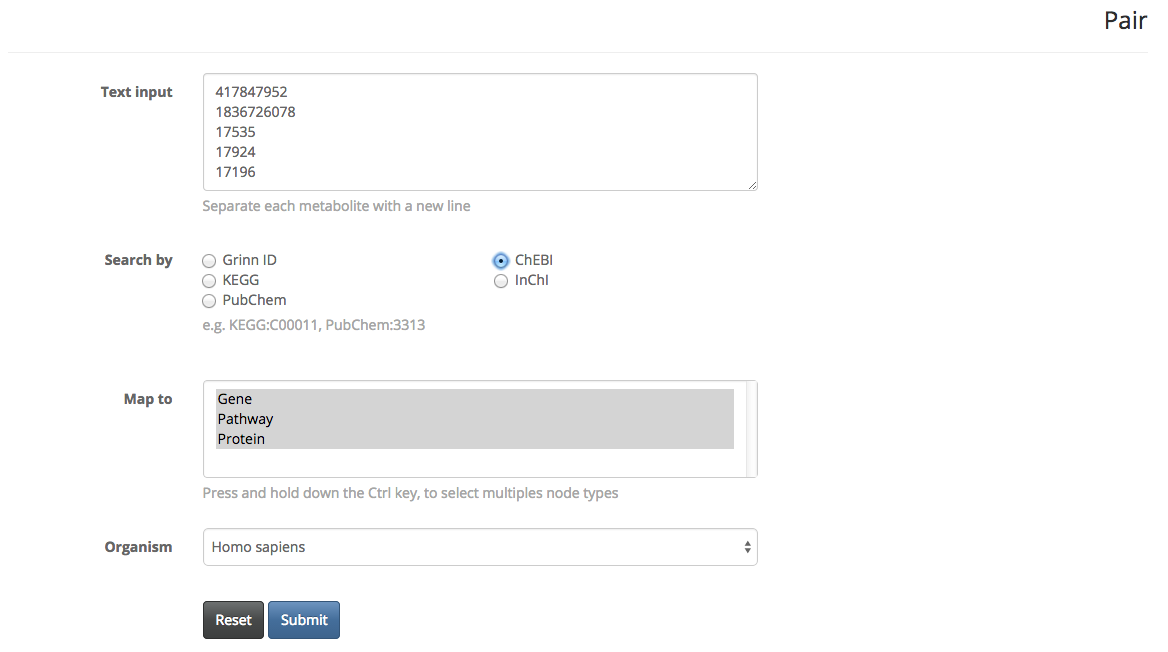 Pair
Text input
417847952
1836726078
17535
17924
17196
Separate each metabolite with a new line
Search by
Grinn ID
ChEBI
KEGG
InChI
PubChem
e.g. KEGG:C00011, PubChem:3313
Map to
Gene
Pathway
Protein
Press and hold down the Ctrl key, to select multiples node types
Organism
Homo sapiens
Reset
Submit